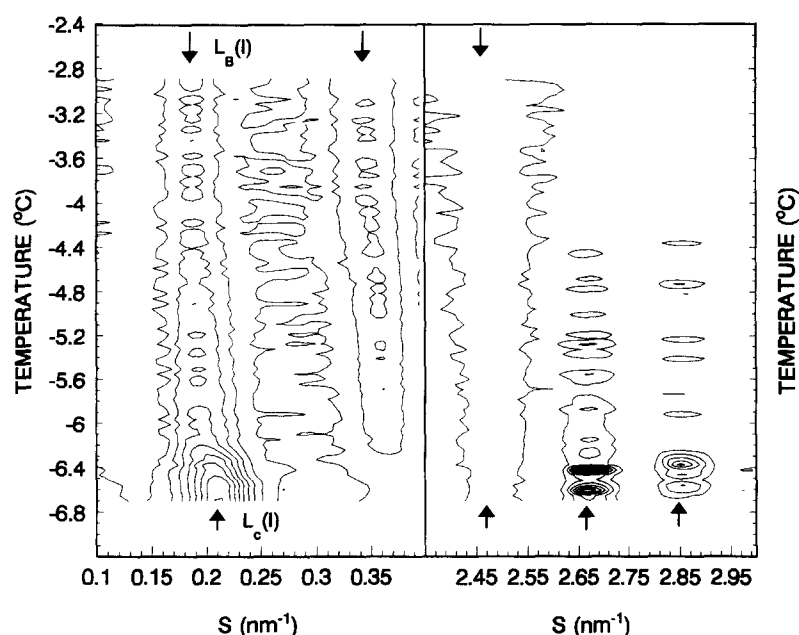 -2.4
-2.8
-3.2
-3.6
-4
-4.4
-4.8
-5.2
-5.6
-6
-6.4
-6.8
TEMPERATURE (ºC)
L_B(I)
L_c(I)
TEMPERATURE (ºC)
0.1 0.15 0.2 0.25 0.3 0.35 2.45 2.55 2.65 2.75 2.85 2.95
S (nm⁻¹) S (nm⁻¹)